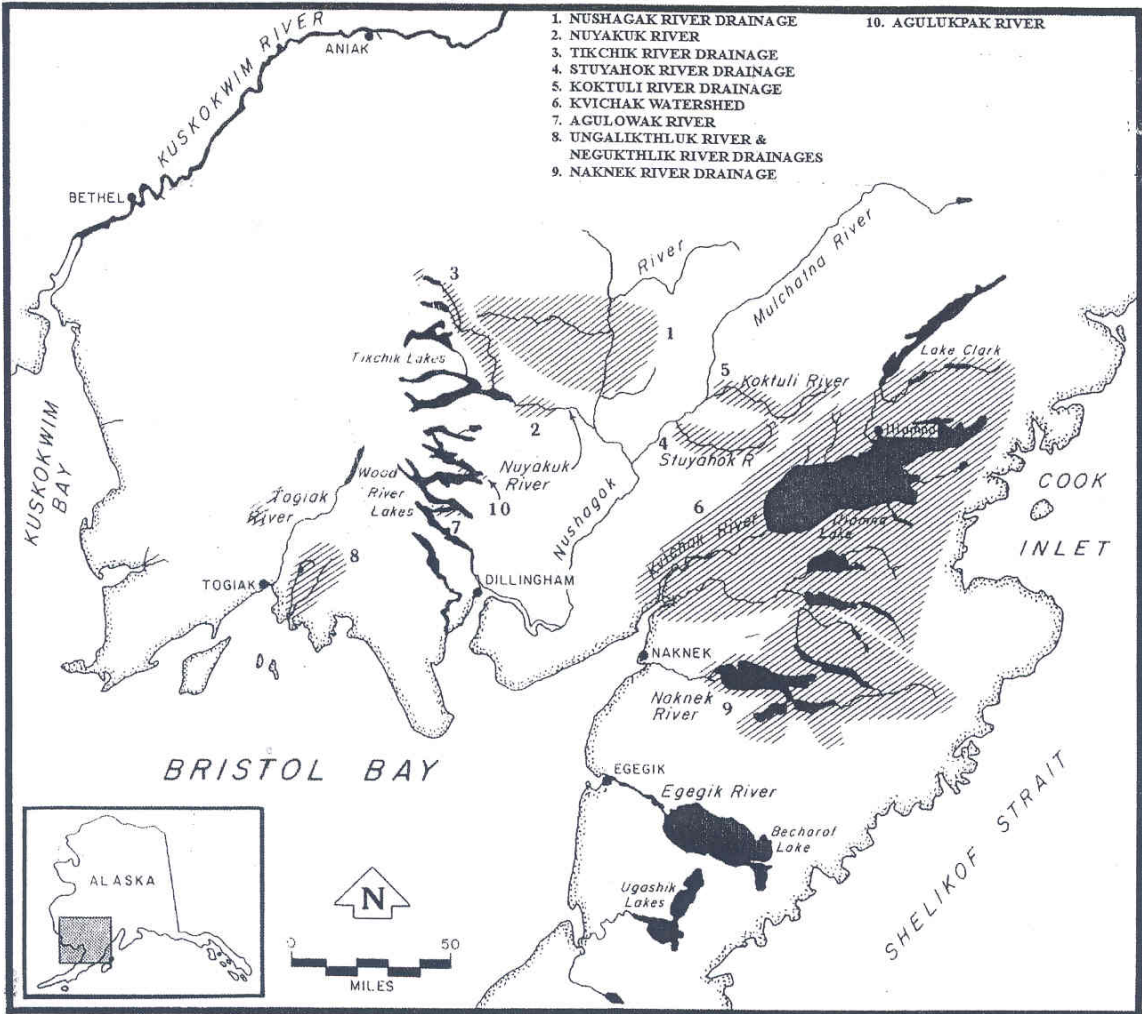 1. NUSHAGAK RIVER DRAINAGE
2. NUYAKUK RIVER
3. TIKCHIK RIVER DRAINAGE
4. STUYAHOK RIVER DRAINAGE
5. KOKTULI RIVER DRAINAGE
6. KVICHAK WATERSHED
7. AGULOWAK RIVER
8. UNGALIKTHLUK RIVER &
NEGUKTHLIK RIVER DRAINAGES
9. NAKNEK RIVER DRAINAGE
10. AGULUKPAK RIVER
KUSKOKWIM RIVER
ANIAK
BETHEL
River
Mulchatna River
3
1
Tikchik Lakes
Lake Clark
5
Koktuli River
2
4
Stuyahok R
Iliamna
KUSKOKWIM
BAY
Nuyakuk
River
Wood
River
Lakes
10
7
Togiak
River
Nushagak
6
Kvichak River
Iliamna
Lake
COOK
INLET
8
TOGIAK
DILLINGHAM
NAKNEK
Naknek
River
9
BRISTOL BAY
EGEGIK
Egegik River
Becharof
Lake
Ugashik
Lakes
SHELIKOF STRAIT
ALASKA
N
0
50
MILES